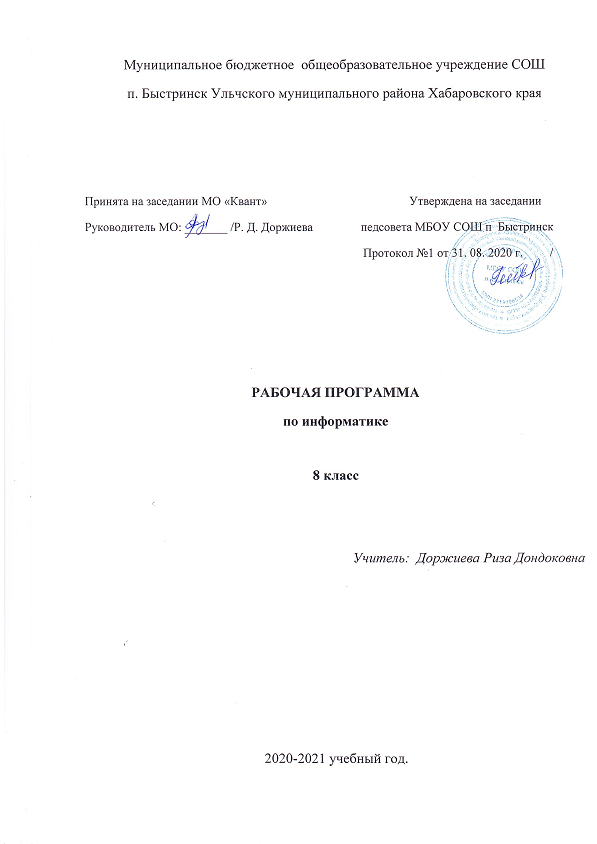 Муниципальное бюджетное общеобразовательное учреждение СОШ
п. Быстринск Ульчского муниципального района Хабаровского края
Принята на заседании МО «Квант»
Руководитель МО: ______ /Р. Д. Доржиева
Утверждена на заседании
педсовета МБОУ СОШ п Быстринск
Протокол №1 от 31. 08. 2020 г. /
РАБОЧАЯ ПРОГРАММА
по информатике
8 класс
Учитель: Доржиева Риза Дондоковна
2020-2021 учебный год.